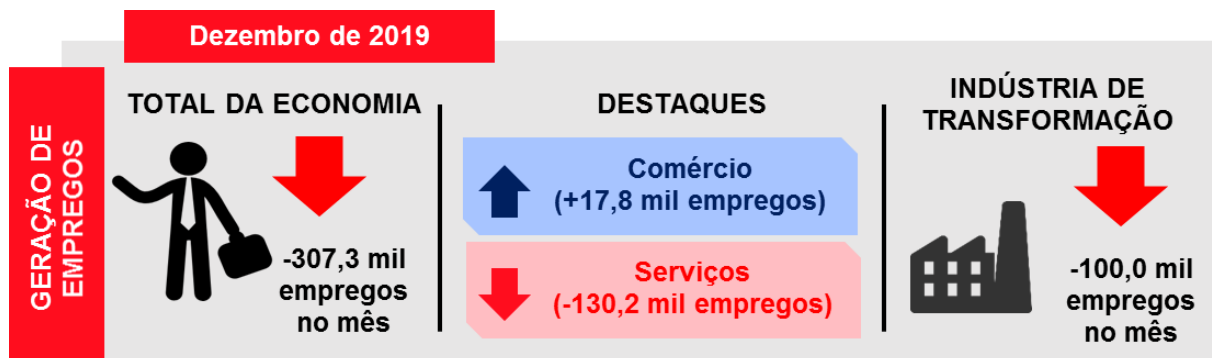 Dezembro de 2019
GERAÇÃO DE
EMPREGOS
TOTAL DA ECONOMIA
-307,3 mil
empregos
no mês
DESTAQUES
Comércio
(+17,8 mil empregos)
Serviços
(-130,2 mil empregos)
INDÚSTRIA DE
TRANSFORMAÇÃO
-100,0 mil
empregos
no mês